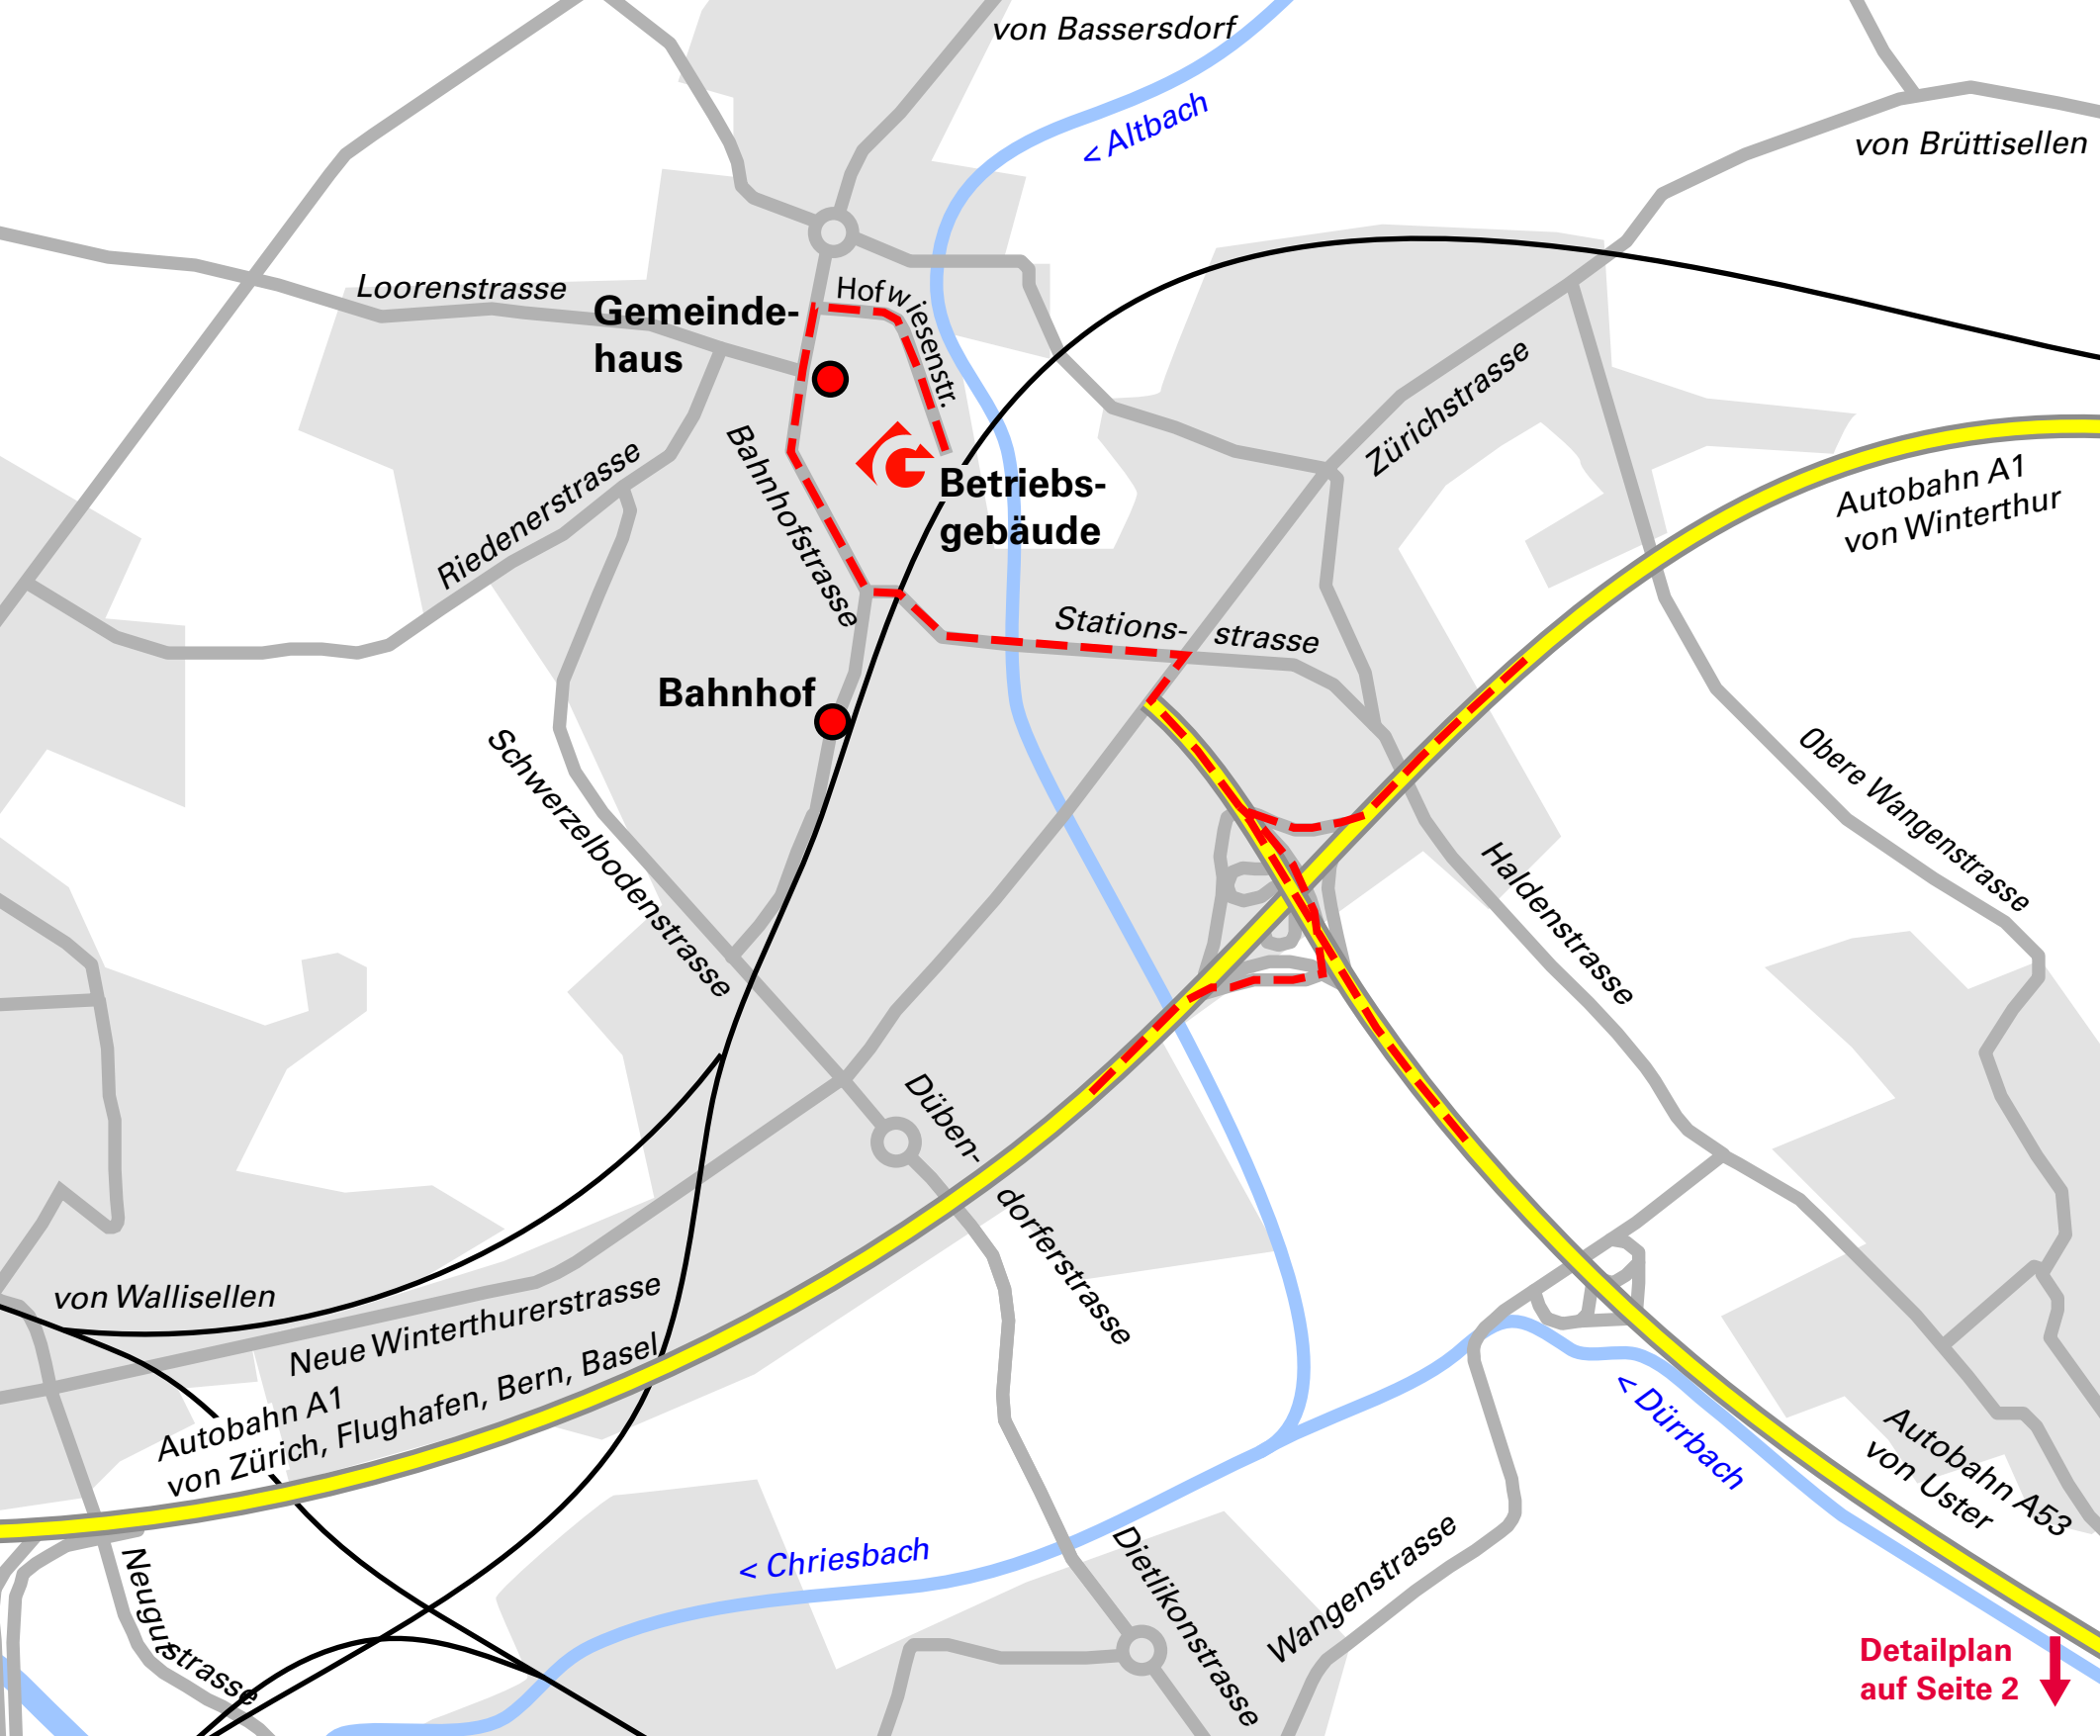 von Bassersdorf
< Altbach
von Brüttisellen
Loorenstrasse
Hofwiesenstr.
Gemeinde-
haus
Zürichstrasse
Bahnhofstrasse
Riedenerstrasse
Betriebs-
gebäude
Autobahn A1
von Winterthur
Stations- strasse
Bahnhof
Schwerzelbodenstrasse
Obere Wangenstrasse
Haldenstrasse
Düben-
dorferstrasse
von Wallisellen
Neue Winterthurerstrasse
Autobahn A1
von Zürich, Flughafen, Bern, Basel
< Dürrbach
Autobahn A53
von Uster
< Chriesbach
Dietlikonstrasse
Wangenstrasse
Neugutstrasse
Detailplan
auf Seite 2